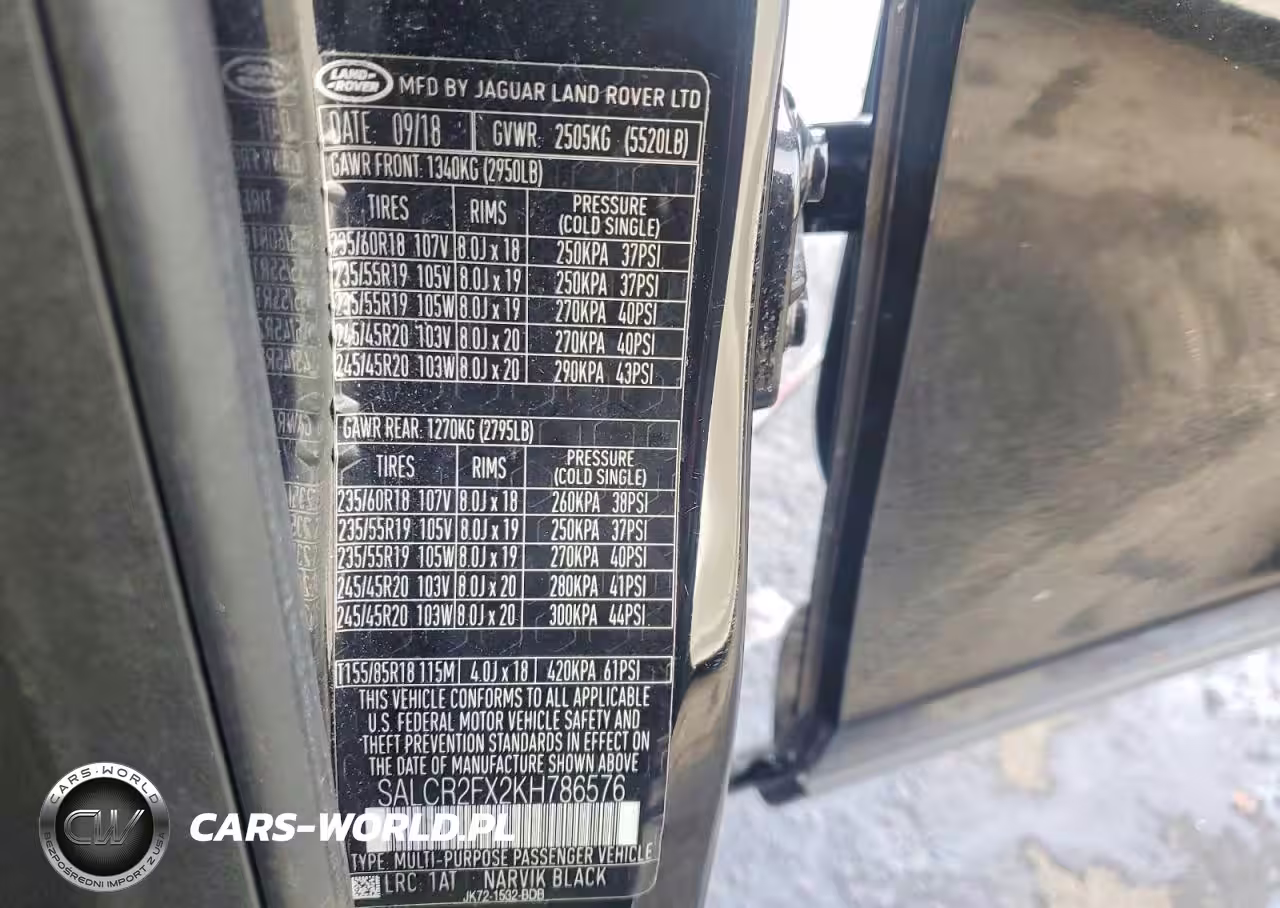 LAND-ROVER MFD BY JAGUAR LAND ROVER LTD
DATE: 09/18 GVWR: 2505KG (5520LB)
GAWR FRONT: 1340KG (2950LB)
TIRES RIMS PRESSURE (COLD SINGLE)
235/60R18 107V 8.0J x 18 250KPA 37PSI
235/55R19 105V 8.0J x 19 250KPA 37PSI
235/55R19 105W 8.0J x 19 270KPA 40PSI
245/45R20 103V 8.0J x 20 270KPA 40PSI
245/45R20 103W 8.0J x 20 290KPA 43PSI
GAWR REAR: 1270KG (2795LB)
TIRES RIMS PRESSURE (COLD SINGLE)
235/60R18 107V 8.0J x 18 260KPA 38PSI
235/55R19 105V 8.0J x 19 250KPA 37PSI
235/55R19 105W 8.0J x 19 270KPA 40PSI
245/45R20 103V 8.0J x 20 280KPA 41PSI
245/45R20 103W 8.0J x 20 300KPA 44PSI
T155/85R18 115M 4.0J x 18 420KPA 61PSI
THIS VEHICLE CONFORMS TO ALL APPLICABLE
U.S. FEDERAL MOTOR VEHICLE SAFETY AND
THEFT PREVENTION STANDARDS IN EFFECT ON
THE DATE OF MANUFACTURE SHOWN ABOVE
SALCR2FX2KH786576
TYPE: MULTI-PURPOSE PASSENGER VEHICLE
LRC: 1AT NARVIK BLACK
JK72-1532-BDB
CARS-WORLD
CW
BEZPOŚREDNI IMPORT Z USA
CARS-WORLD.PL